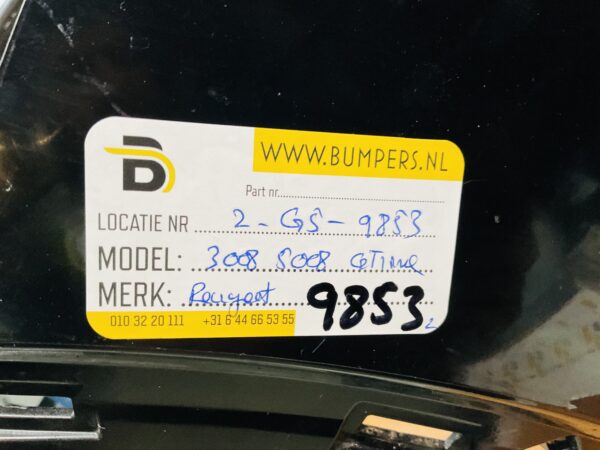 WWW.BUMPERS.NL
Part nr.
LOCATIE NR 2-GS-9853
MODEL: 3008 5008
MERK: Peugeot 9853
010 32 20 111 +31 6 44 66 53 55